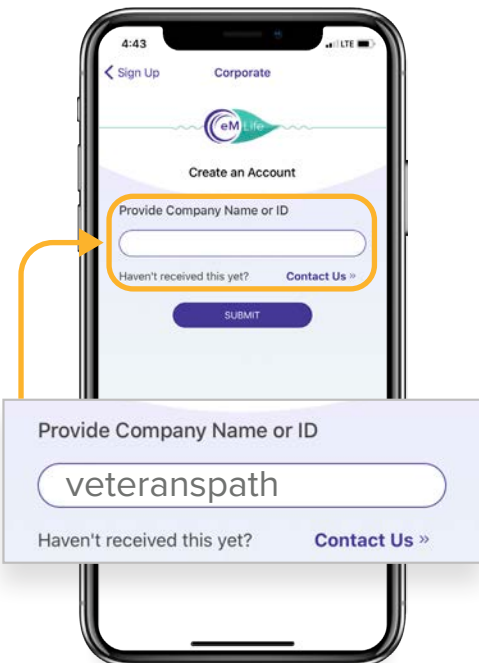 4:43
LTE
Sign Up
Corporate
eM Life
Create an Account
Provide Company Name or ID
Haven't received this yet?
Contact Us »
SUBMIT
Provide Company Name or ID
veteranspath
Haven't received this yet?
Contact Us »